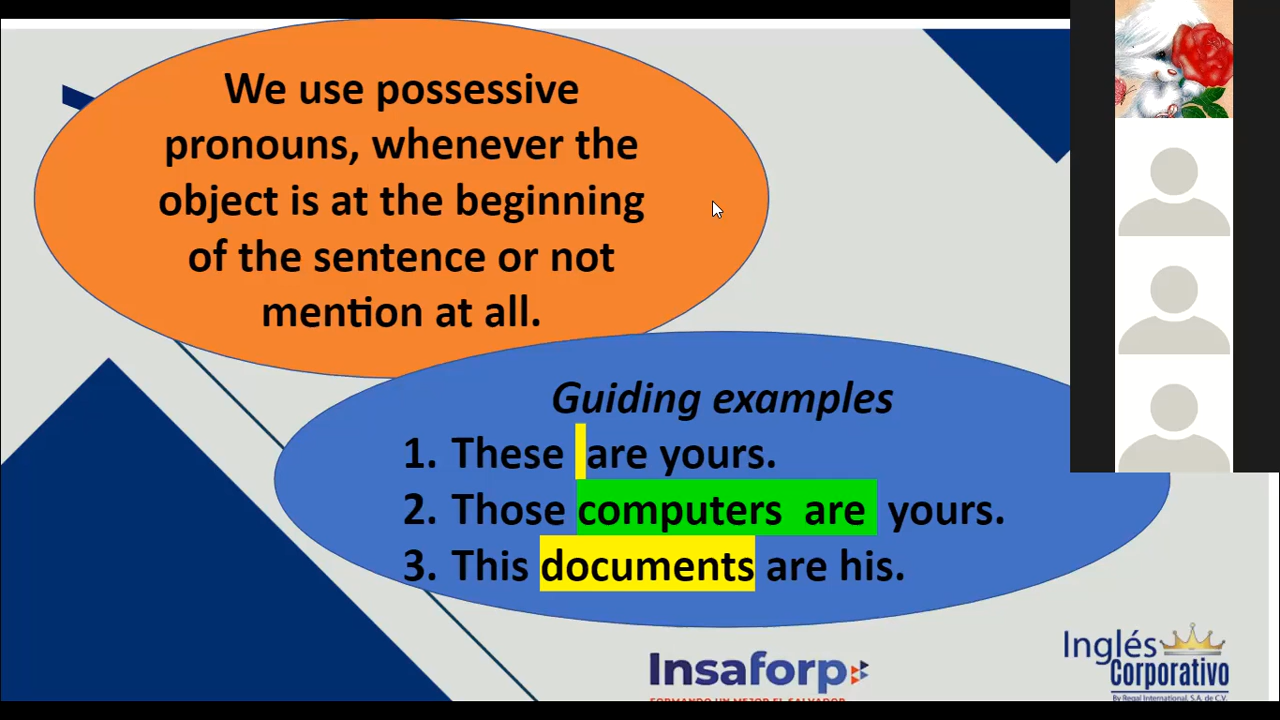 We use possessive
pronouns, whenever the
object is at the beginning
of the sentence or not
mention at all.
Guiding examples
1. These are yours.
2. Those computers are yours.
3. This documents are his.
Insaforp
FORMANDO UN MEJOR EL SALVADOR
Inglés
Corporativo
By Regal International, S.A. de C.V.